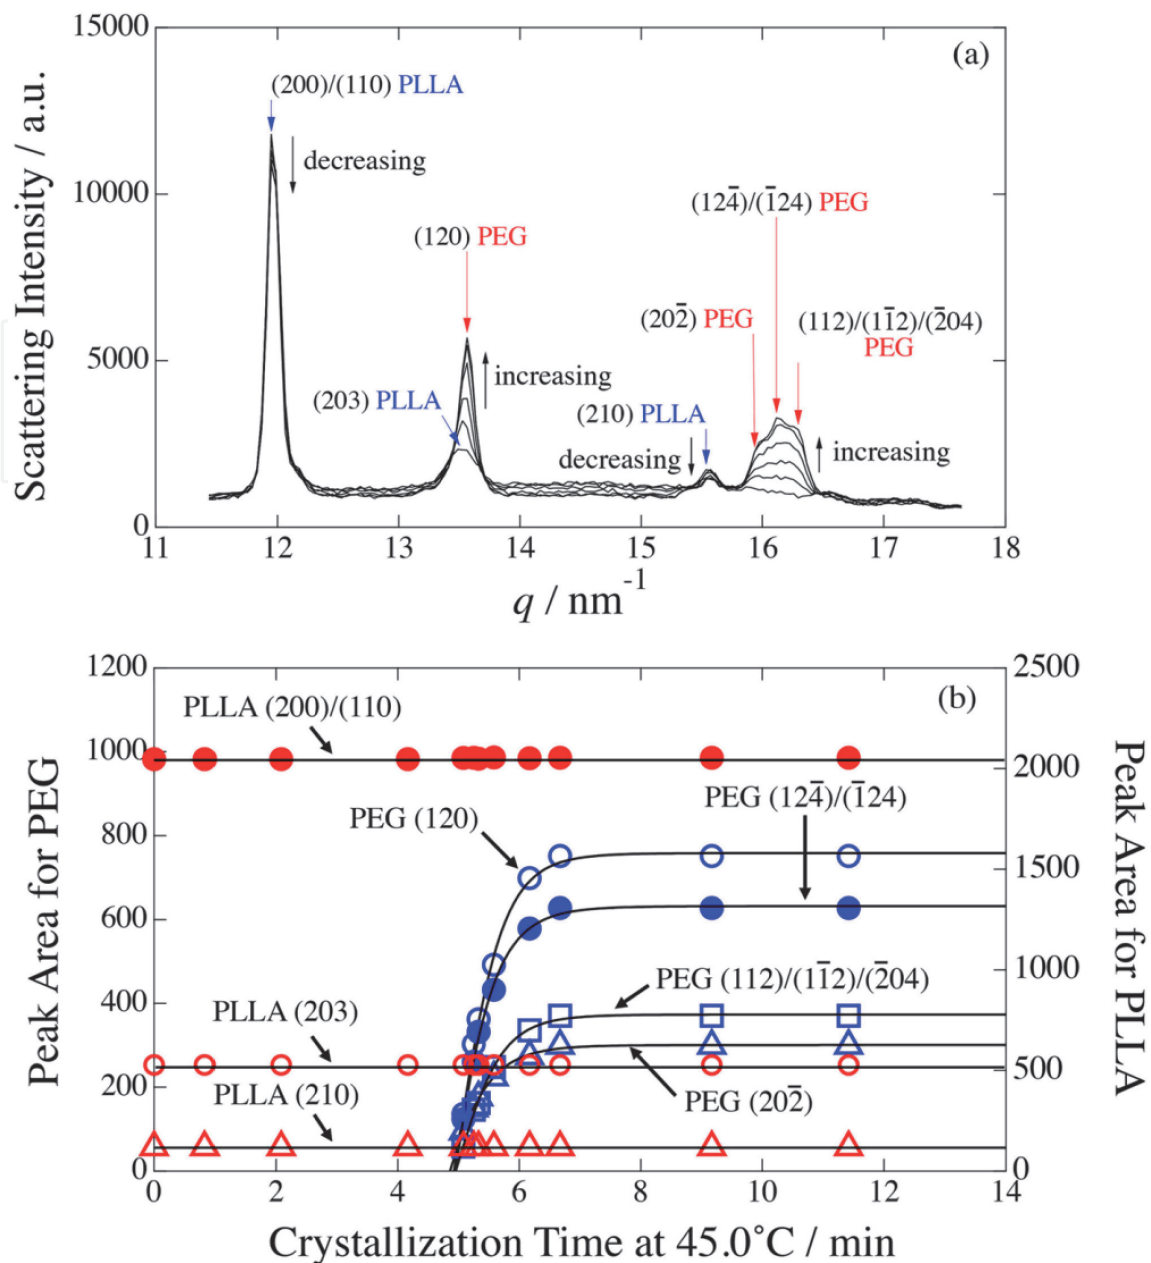 15000
(a)
(200)/(110) PLLA
decreasing
10000
(124̄)/(1̄24) PEG
(120) PEG
(202̄) PEG
(112)/(11̄2)/(2̄04)
PEG
5000
increasing
(203) PLLA
(210) PLLA
decreasing
increasing
0
Scattering Intensity / a.u.
11 12 13 14 15 16 17 18
q / nm⁻¹
1200
2500
(b)
PLLA (200)/(110)
1000
2000
PEG (124̄)/(1̄24)
PEG (120)
800
1500
600
1000
PEG (112)/(11̄2)/(2̄04)
400
PLLA (203)
500
200
PLLA (210)
PEG (202̄)
0
0
Peak Area for PEG
Peak Area for PLLA
0 2 4 6 8 10 12 14
Crystallization Time at 45.0°C / min